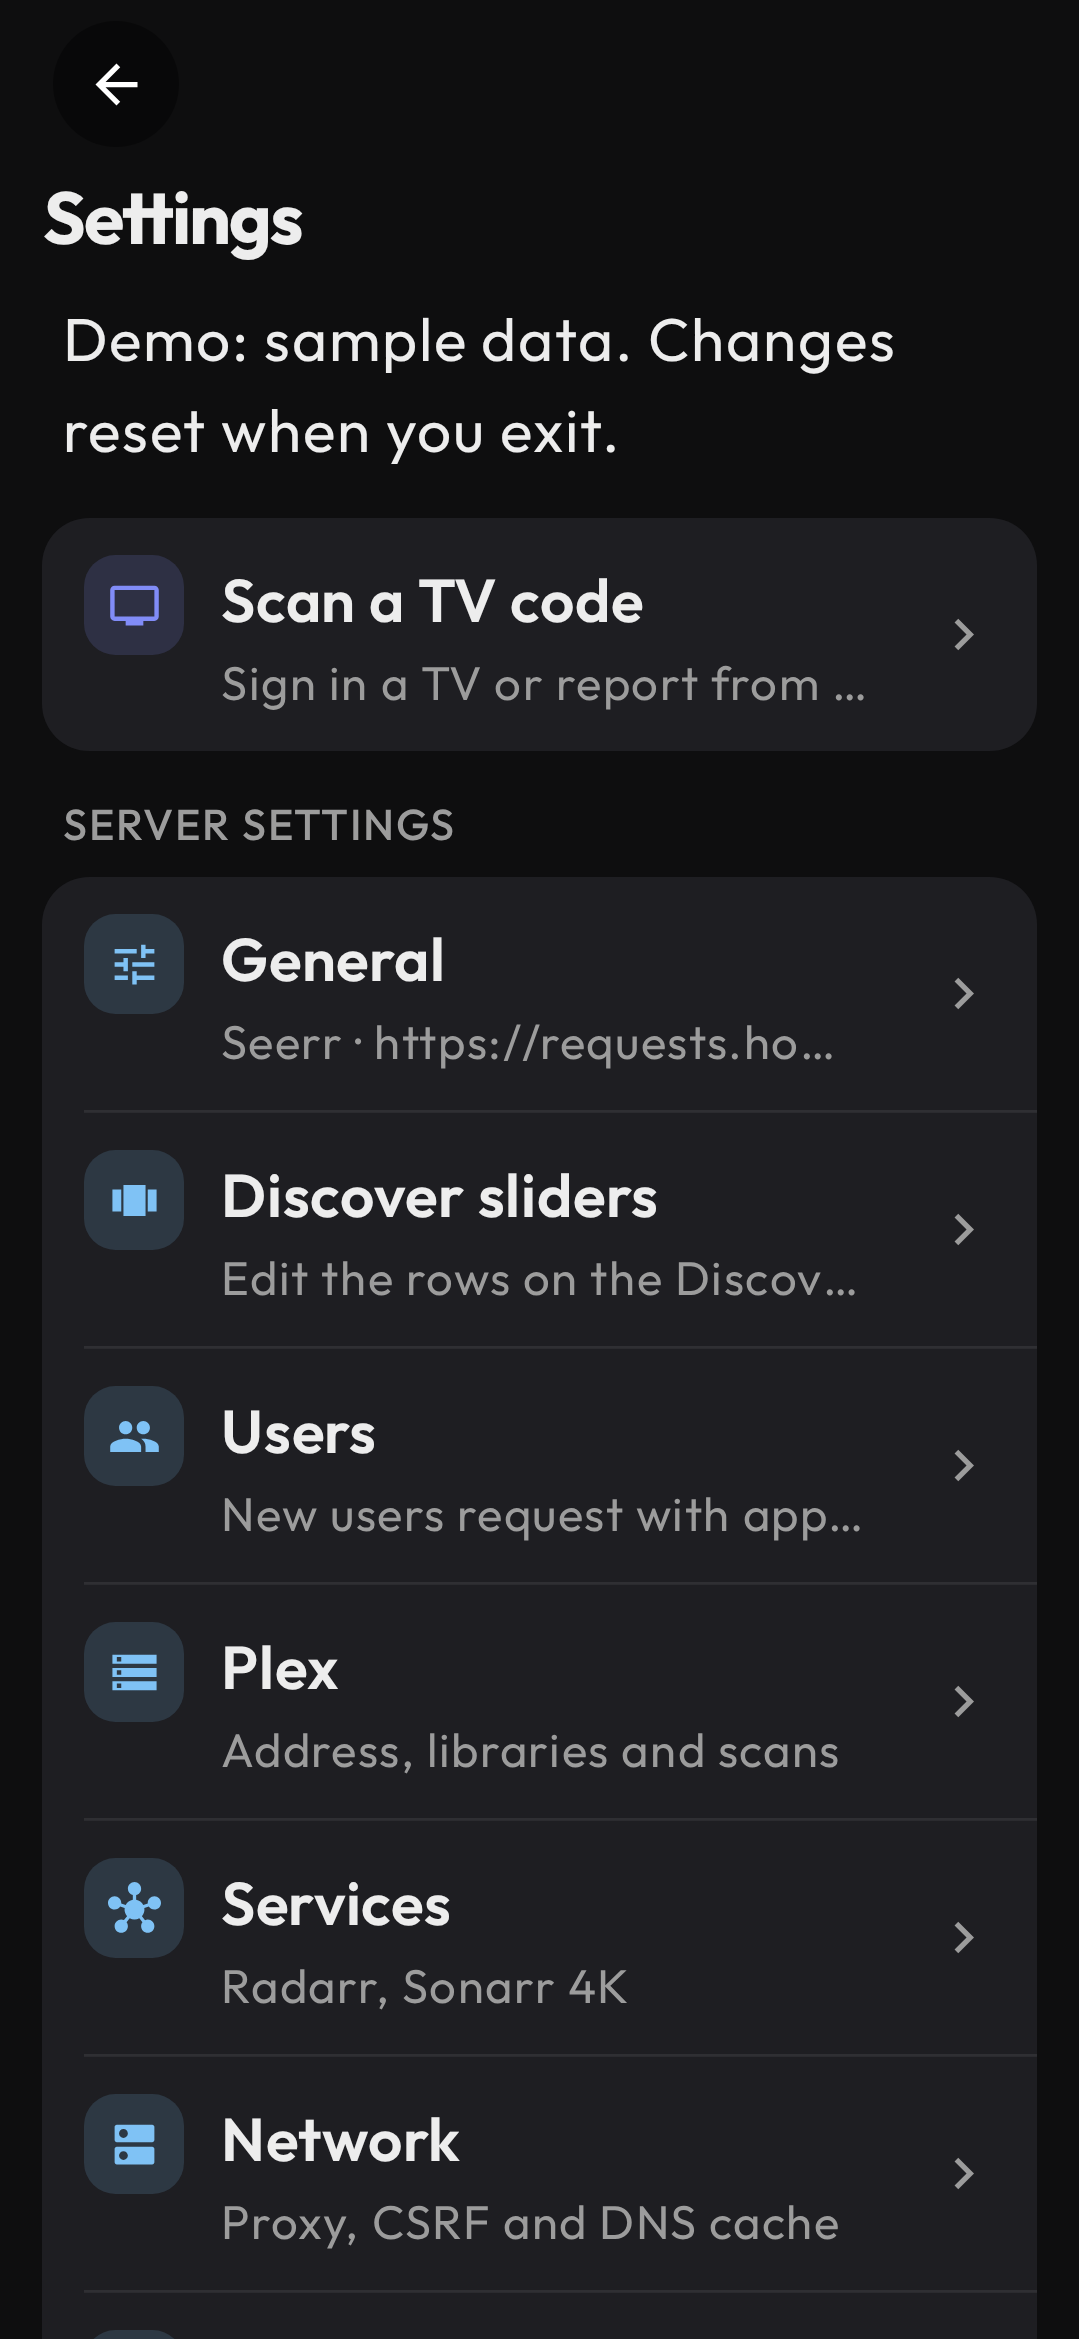 Settings
Demo: sample data. Changes
reset when you exit.
Scan a TV code
Sign in a TV or report from ...
SERVER SETTINGS
General
Seerr · https://requests.ho...
Discover sliders
Edit the rows on the Discov...
Users
New users request with app...
Plex
Address, libraries and scans
Services
Radarr, Sonarr 4K
Network
Proxy, CSRF and DNS cache